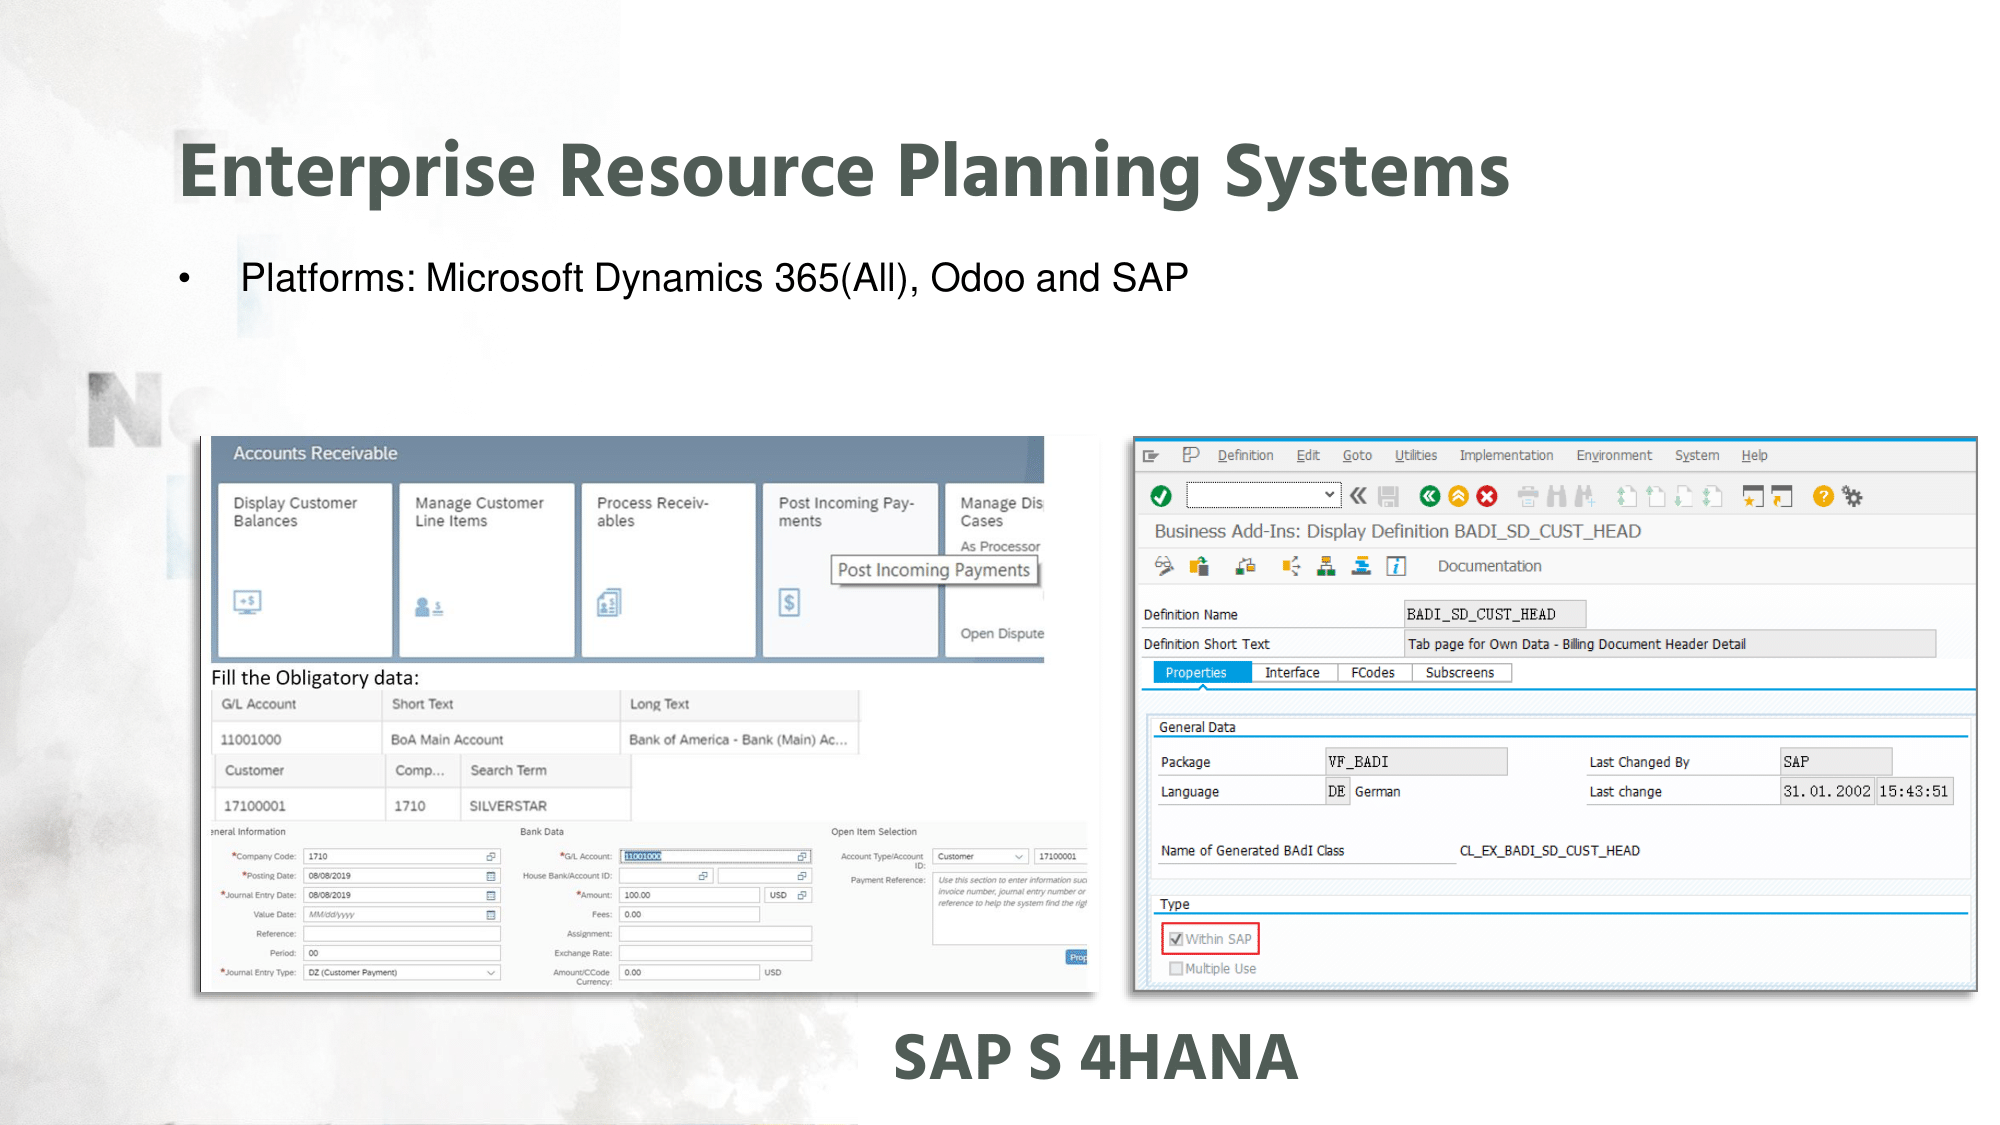 Enterprise Resource Planning Systems
• Platforms: Microsoft Dynamics 365(All), Odoo and SAP
Accounts Receivable
Display Customer
Balances
Manage Customer
Line Items
Process Receiv-
ables
Post Incoming Pay-
ments
Manage Dis
Cases
As Processor
Post Incoming Payments
Open Dispute
Fill the Obligatory data:
G/L Account Short Text Long Text
11001000 BoA Main Account Bank of America - Bank (Main) Ac...
Customer Comp... Search Term
17100001 1710 SILVERSTAR
eneral Information
*Company Code: 1710
*Posting Date: 08/08/2019
*Journal Entry Date: 08/08/2019
Value Date: MM/dd/yyyy
Reference:
Period: 00
*Journal Entry Type: DZ (Customer Payment)
Bank Data
*G/L Account: 11001000
House Bank/Account ID:
*Amount: 100.00 USD
Fees: 0.00
Assignment:
Exchange Rate:
Amount/CCode
Currency: 0.00 USD
Open Item Selection
Account Type/Account
ID: Customer 17100001
Payment Reference: Use this section to enter information suc
invoice number, journal entry number or
reference to help the system find the righ
Prop
Definition Edit Goto Utilities Implementation Environment System Help
Business Add-Ins: Display Definition BADI_SD_CUST_HEAD
Documentation
Definition Name BADI_SD_CUST_HEAD
Definition Short Text Tab page for Own Data - Billing Document Header Detail
Properties Interface FCodes Subscreens
General Data
Package VF_BADI Last Changed By SAP
Language DE German Last change 31.01.2002 15:43:51
Name of Generated BAdI Class CL_EX_BADI_SD_CUST_HEAD
Type
Within SAP
Multiple Use
SAP S 4HANA